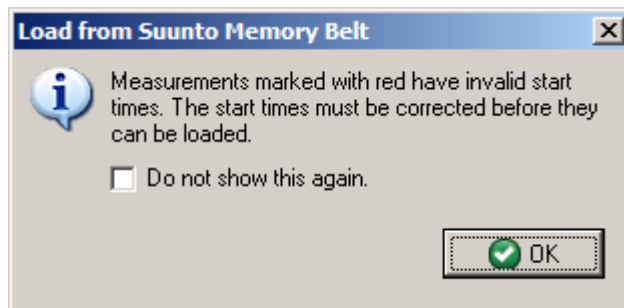 Load from Suunto Memory Belt
Measurements marked with red have invalid start
times. The start times must be corrected before they
can be loaded.
Do not show this again.
OK